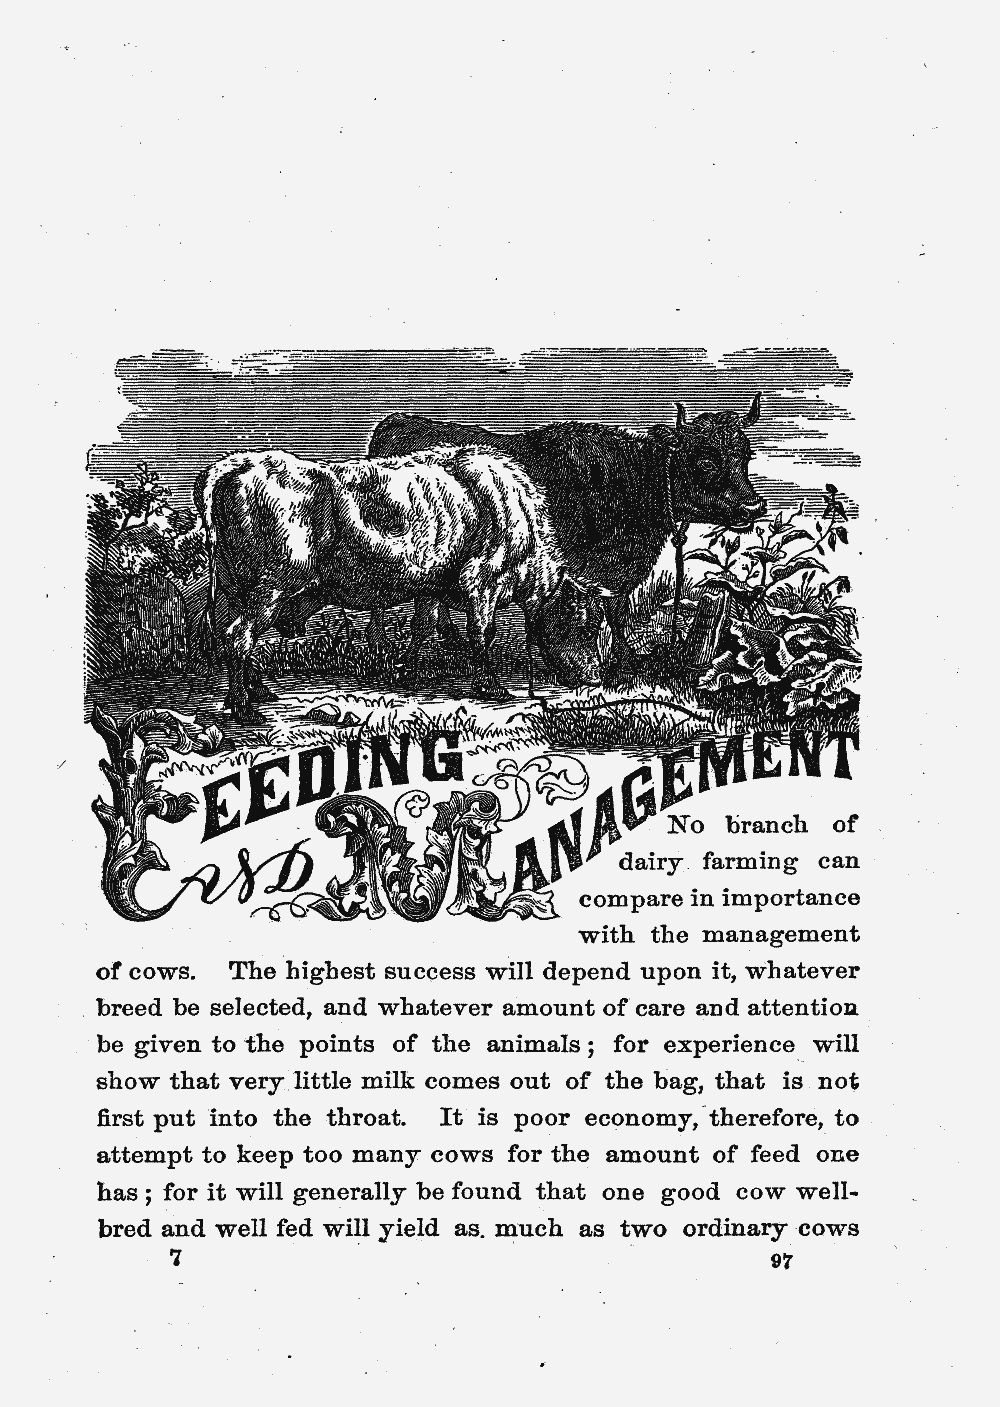 FEEDING
AND MANAGEMENT
No branch of
dairy farming can
compare in importance
with the management
of cows. The highest success will depend upon it, whatever
breed be selected, and whatever amount of care and attention
be given to the points of the animals ; for experience will
show that very little milk comes out of the bag, that is not
first put into the throat. It is poor economy, therefore, to
attempt to keep too many cows for the amount of feed one
has ; for it will generally be found that one good cow well-
bred and well fed will yield as much as two ordinary cows
7 97